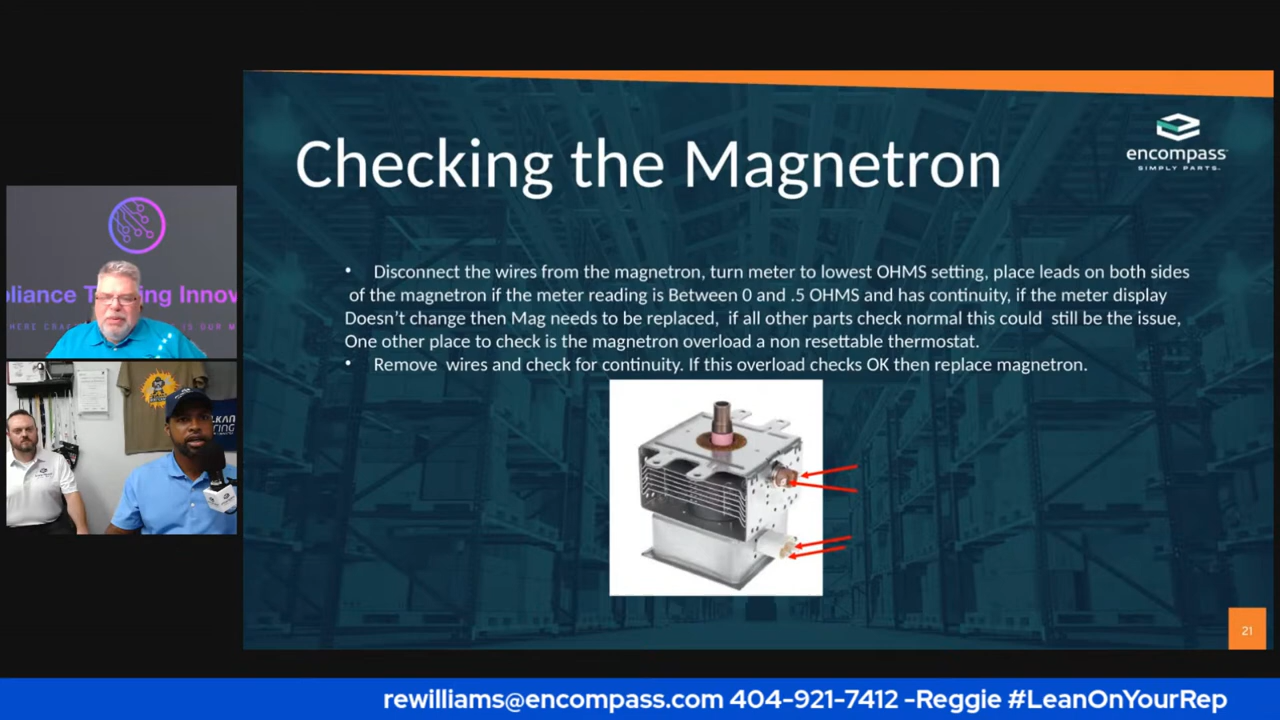 Checking the Magnetron
encompass
SIMPLY PARTS.
• Disconnect the wires from the magnetron, turn meter to lowest OHMS setting, place leads on both sides
of the magnetron if the meter reading is Between 0 and .5 OHMS and has continuity, if the meter display
Doesn't change then Mag needs to be replaced, if all other parts check normal this could still be the issue,
One other place to check is the magnetron overload a non resettable thermostat.
• Remove wires and check for continuity. If this overload checks OK then replace magnetron.
21
rewilliams@encompass.com 404-921-7412 -Reggie #LeanOnYourRep